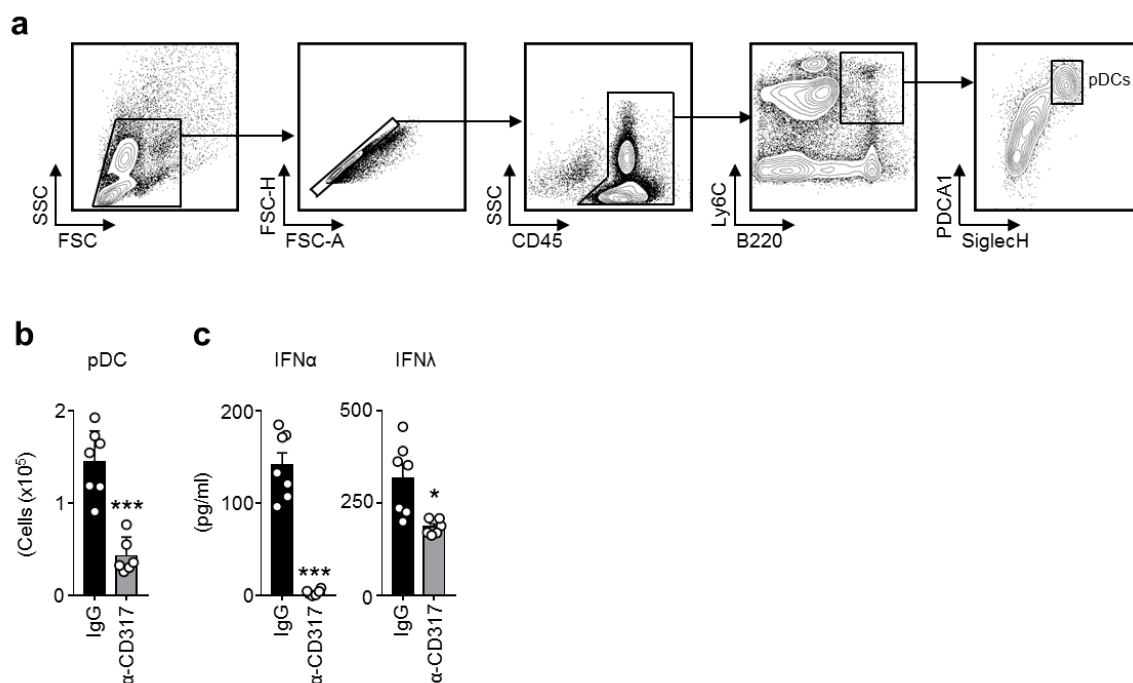 a
SSC
FSC
FSC-H
FSC-A
SSC
CD45
Ly6C
B220
PDCA1
SiglecH
pDCs
b
pDC
(Cells (x10⁵)
2
1
0
***
IgG
α-CD317
c
IFNα
(pg/ml)
200
100
0
***
IgG
α-CD317
IFNλ
500
250
0
*
IgG
α-CD317